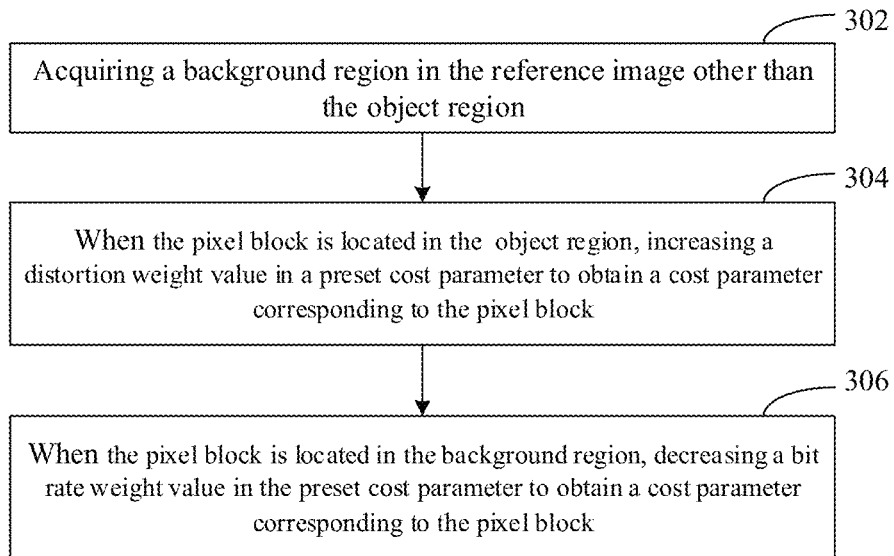 302
Acquiring a background region in the reference image other than
the object region
304
When the pixel block is located in the object region, increasing a
distortion weight value in a preset cost parameter to obtain a cost parameter
corresponding to the pixel block
306
When the pixel block is located in the background region, decreasing a bit
rate weight value in the preset cost parameter to obtain a cost parameter
corresponding to the pixel block